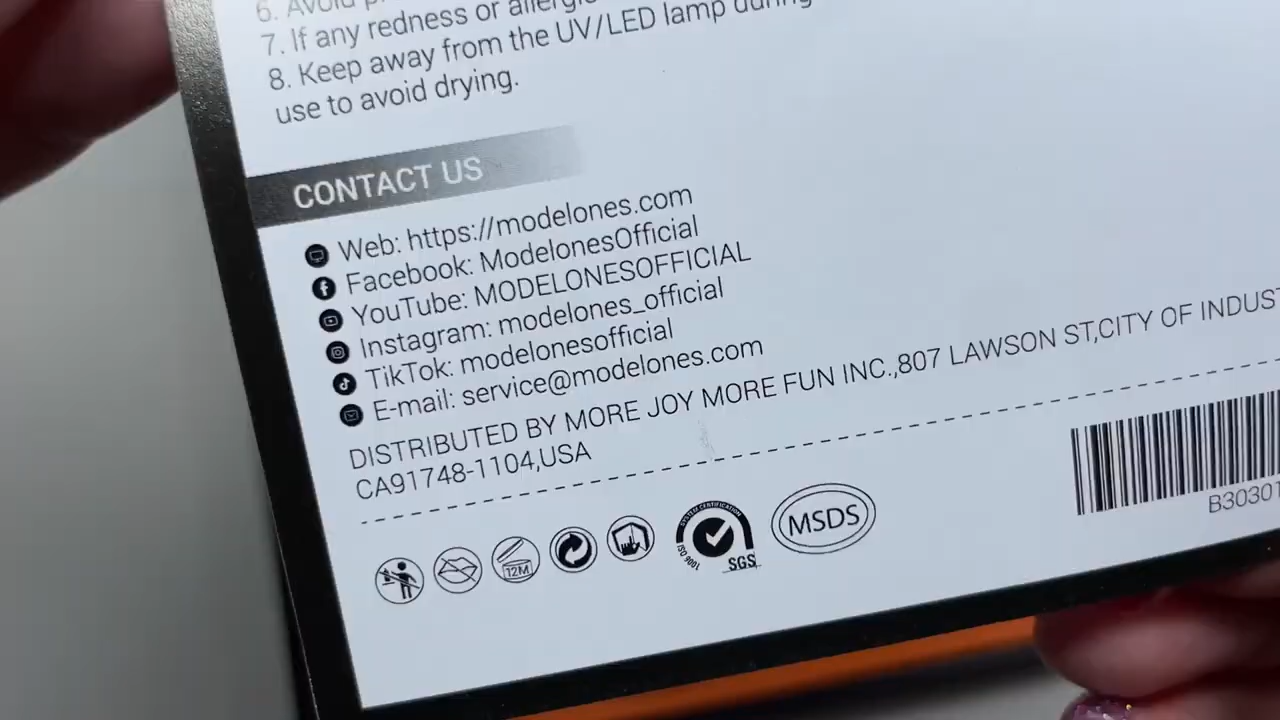 6. Avoid
7. If any redness or allergic
8. Keep away from the UV/LED lamp during
use to avoid drying.
CONTACT US
Web: https://modelones.com
Facebook: ModelonesOfficial
YouTube: MODELONESOFFICIAL
Instagram: modelones_official
TikTok: modelonesofficial
E-mail: service@modelones.com
DISTRIBUTED BY MORE JOY MORE FUN INC.,807 LAWSON ST,CITY OF INDUST
CA91748-1104,USA
12M
SYSTEM CERTIFICATION
ISO 9001
SGS
MSDS
B30301